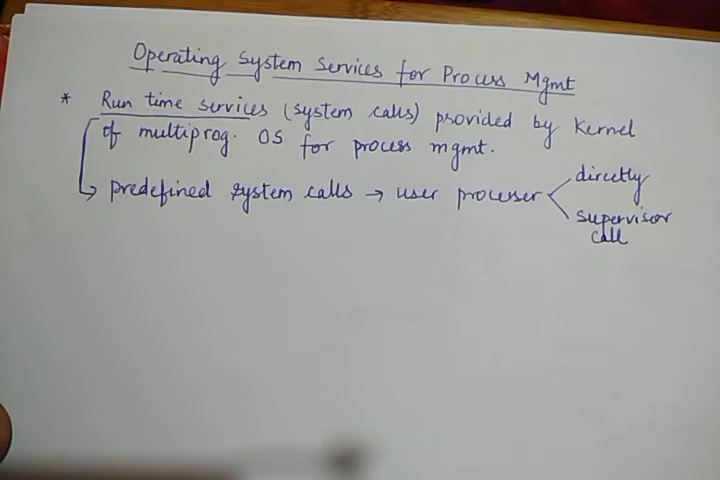 Operating System Services for Process Mgmt
* Run time services (system calls) provided by Kernel
of multiprog. OS for process mgmt.
↳ predefined system calls → user processer < directly
supervisor
call